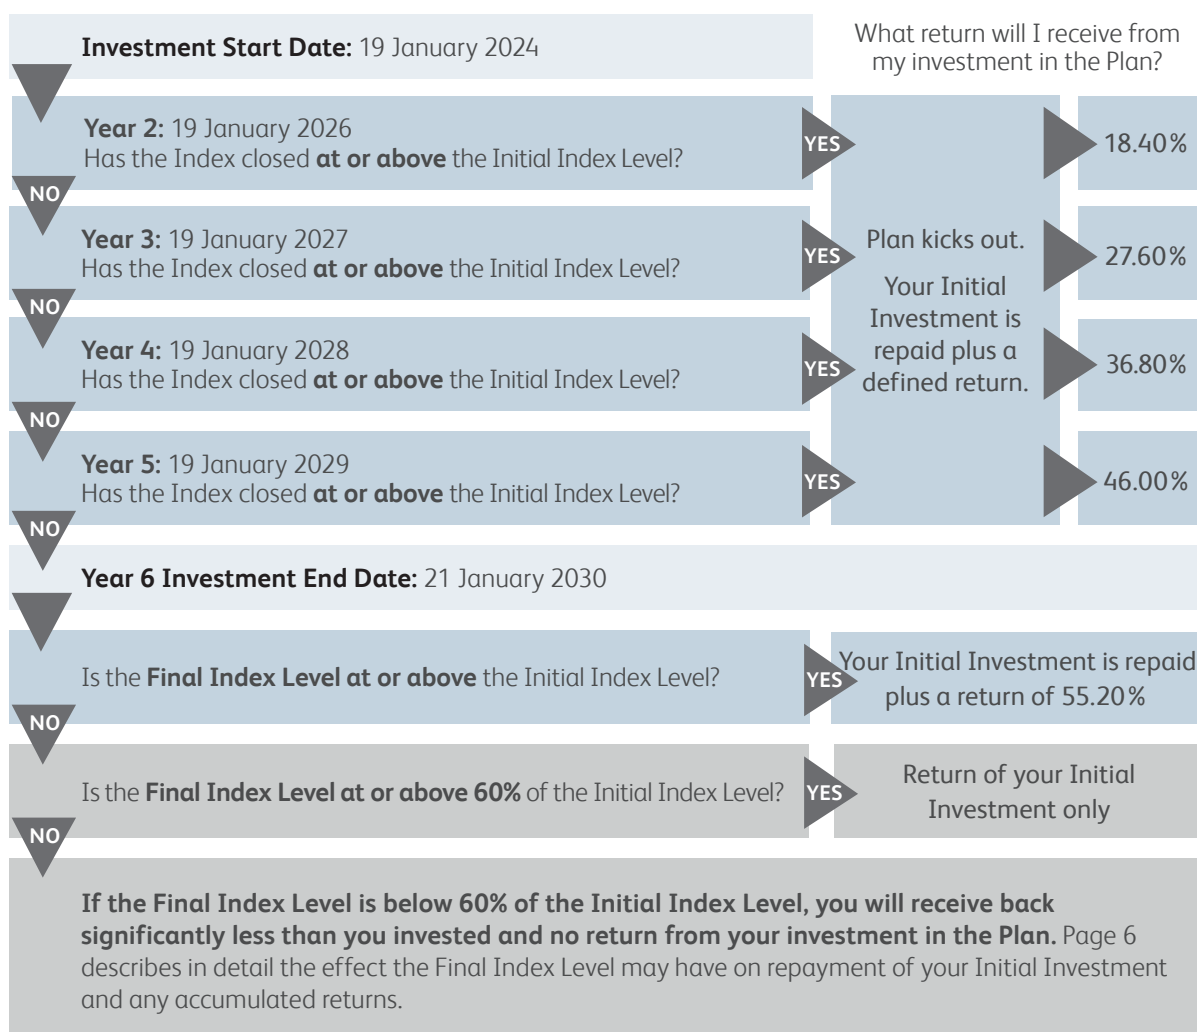 Investment Start Date: 19 January 2024
What return will I receive from
my investment in the Plan?
Year 2: 19 January 2026
Has the Index closed at or above the Initial Index Level?
YES
18.40%
NO
Year 3: 19 January 2027
Has the Index closed at or above the Initial Index Level?
YES
Plan kicks out.
Your Initial
Investment is
repaid plus a
defined return.
27.60%
NO
Year 4: 19 January 2028
Has the Index closed at or above the Initial Index Level?
YES
36.80%
NO
Year 5: 19 January 2029
Has the Index closed at or above the Initial Index Level?
YES
46.00%
NO
Year 6 Investment End Date: 21 January 2030
Is the Final Index Level at or above the Initial Index Level?
YES
Your Initial Investment is repaid
plus a return of 55.20%
NO
Is the Final Index Level at or above 60% of the Initial Index Level?
YES
Return of your Initial
Investment only
NO
If the Final Index Level is below 60% of the Initial Index Level, you will receive back
significantly less than you invested and no return from your investment in the Plan. Page 6
describes in detail the effect the Final Index Level may have on repayment of your Initial Investment
and any accumulated returns.